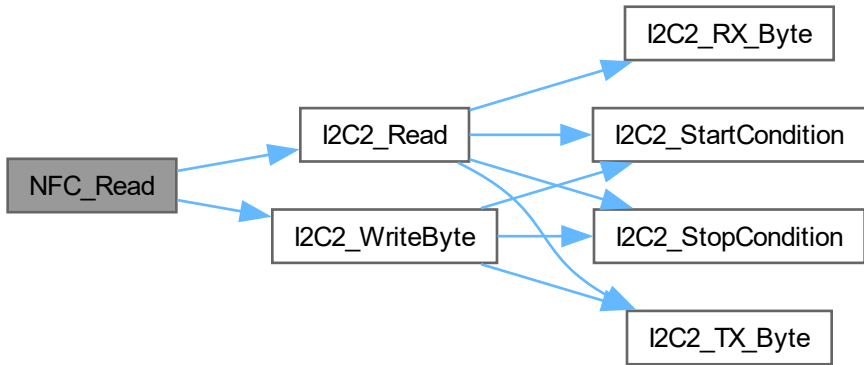 I2C2_RX_Byte
I2C2_Read
I2C2_StartCondition
NFC_Read
I2C2_WriteByte
I2C2_StopCondition
I2C2_TX_Byte